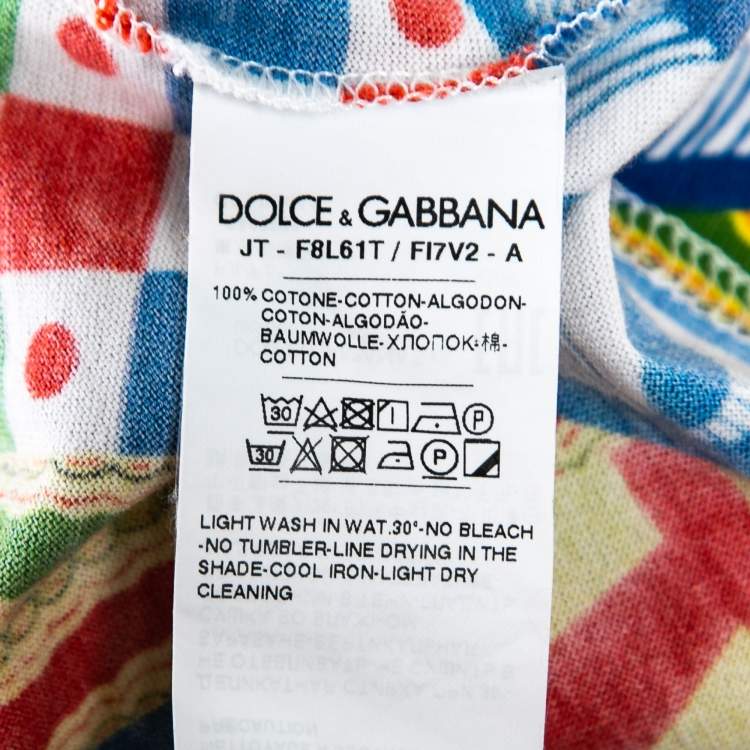 DOLCE & GABBANA
JT - F8L61T / FI7V2 - A
100% COTONE-COTTON-ALGODON-
COTON-ALGODÃO-
BAUMWOLLE-ХЛОПОК-棉-
COTTON
30 P
30 P
LIGHT WASH IN WAT.30°-NO BLEACH
-NO TUMBLER-LINE DRYING IN THE
SHADE-COOL IRON-LIGHT DRY
CLEANING